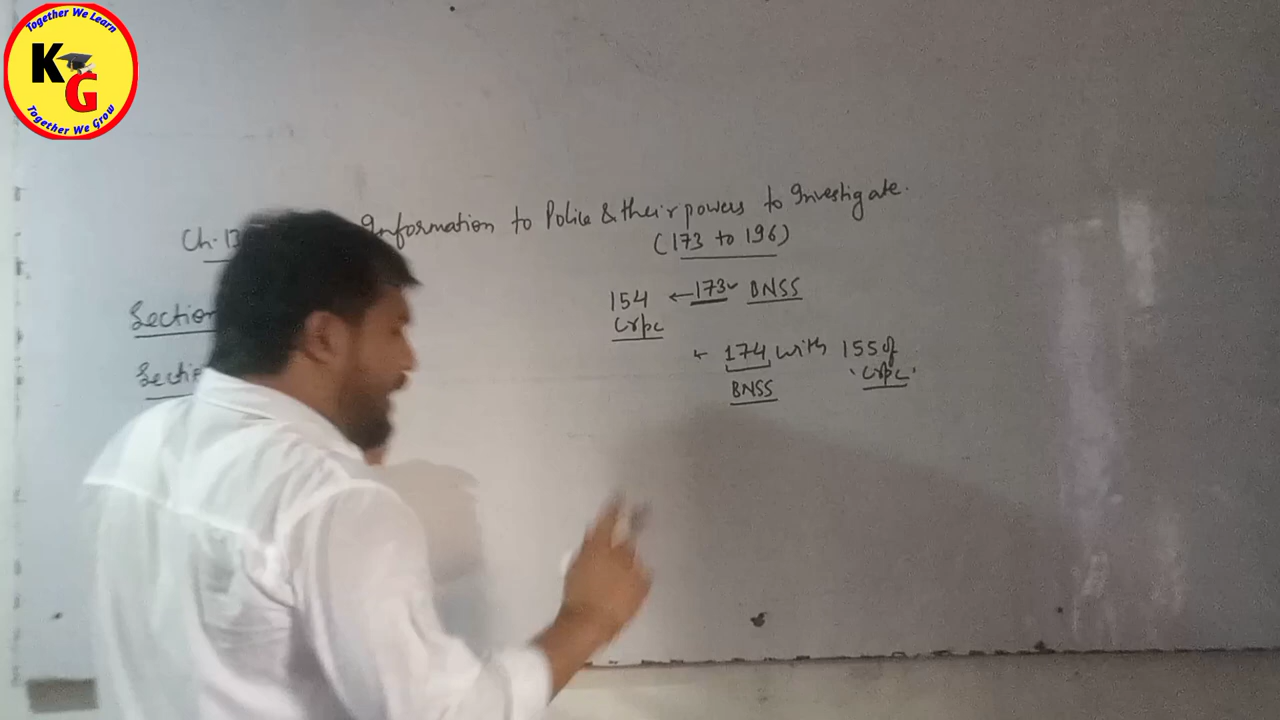 Together We Learn
KG
Together We Grow
Ch. 13 Information to Police & their powers to Investigate.
(173 to 196)
Section
154 ← 173 BNSS
Crpc
174 with 155 of
Secti
BNSS
'Crpc'